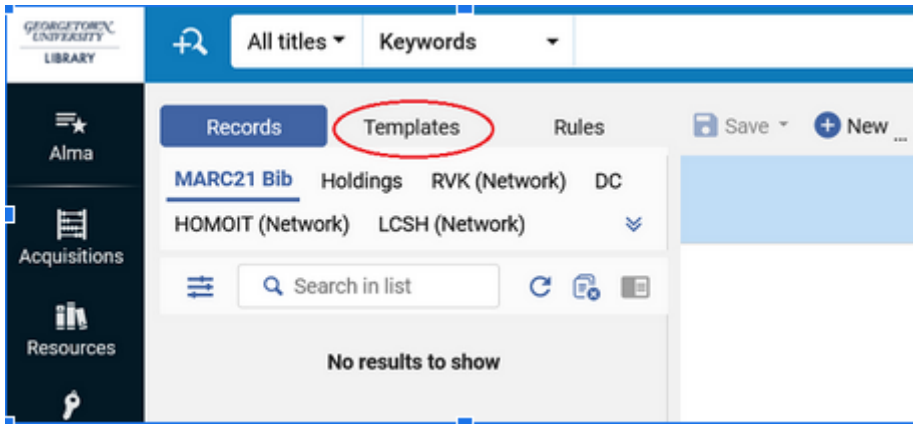 GEORGETOWN
UNIVERSITY
LIBRARY
All titles Keywords
Alma
Acquisitions
Resources
Records Templates Rules
MARC21 Bib Holdings RVK (Network) DC
HOMOIT (Network) LCSH (Network)
Search in list
No results to show
Save New ...